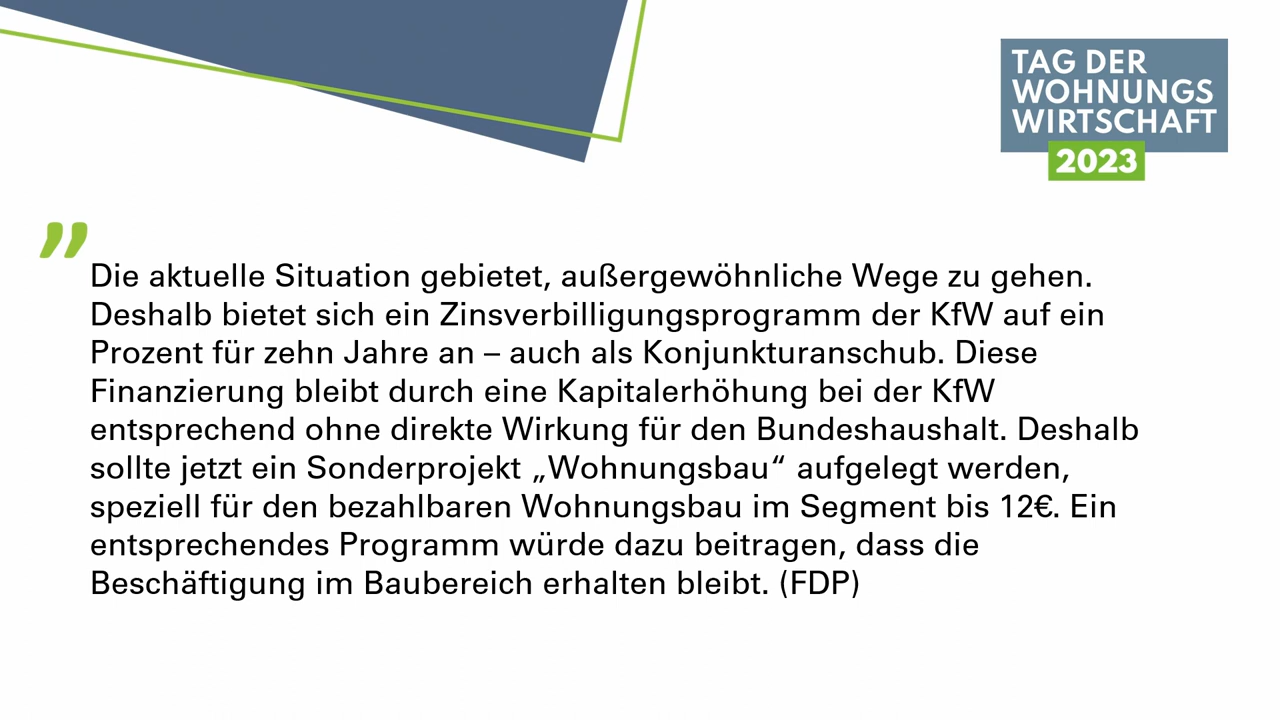 TAG DER
WOHNUNGS
WIRTSCHAFT
2023
”
Die aktuelle Situation gebietet, außergewöhnliche Wege zu gehen.
Deshalb bietet sich ein Zinsverbilligungsprogramm der KfW auf ein
Prozent für zehn Jahre an – auch als Konjunkturanschub. Diese
Finanzierung bleibt durch eine Kapitalerhöhung bei der KfW
entsprechend ohne direkte Wirkung für den Bundeshaushalt. Deshalb
sollte jetzt ein Sonderprojekt „Wohnungsbau“ aufgelegt werden,
speziell für den bezahlbaren Wohnungsbau im Segment bis 12€. Ein
entsprechendes Programm würde dazu beitragen, dass die
Beschäftigung im Baubereich erhalten bleibt. (FDP)